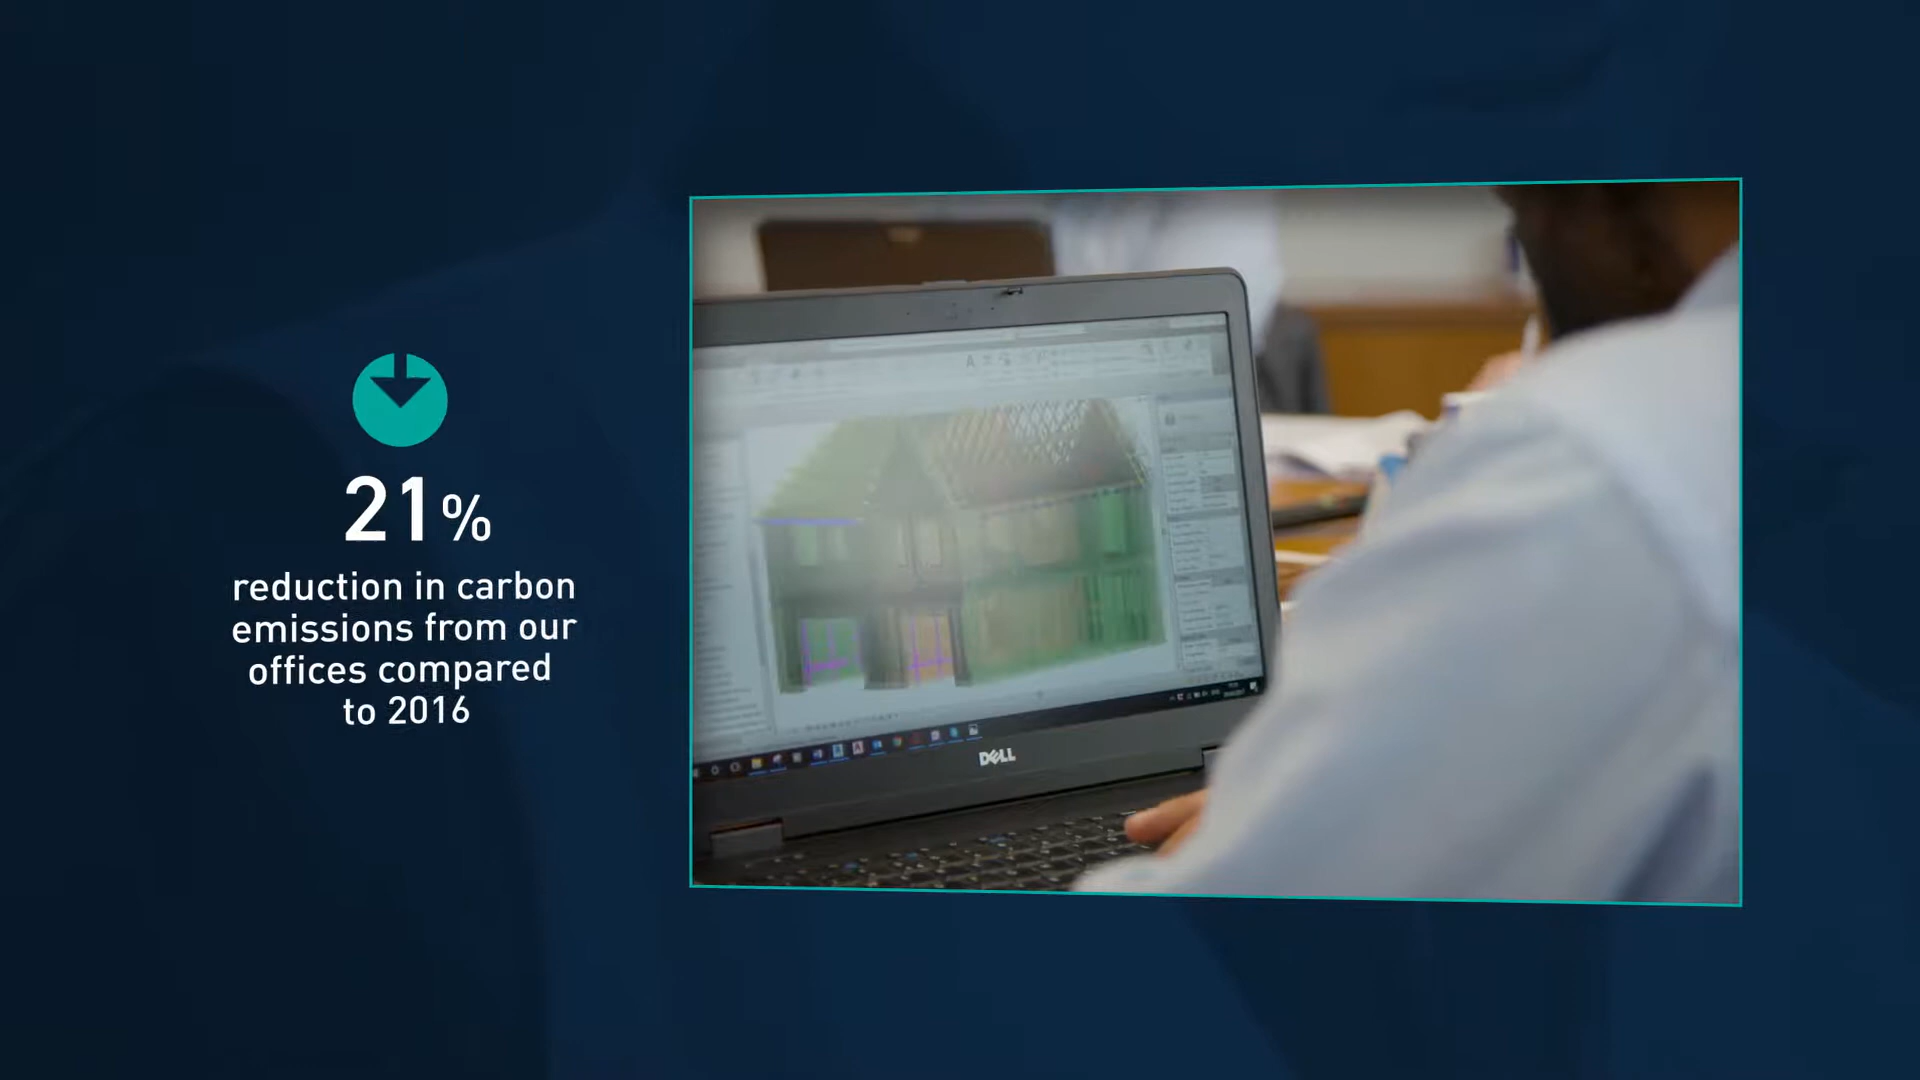 21%
reduction in carbon
emissions from our
offices compared
to 2016
DELL